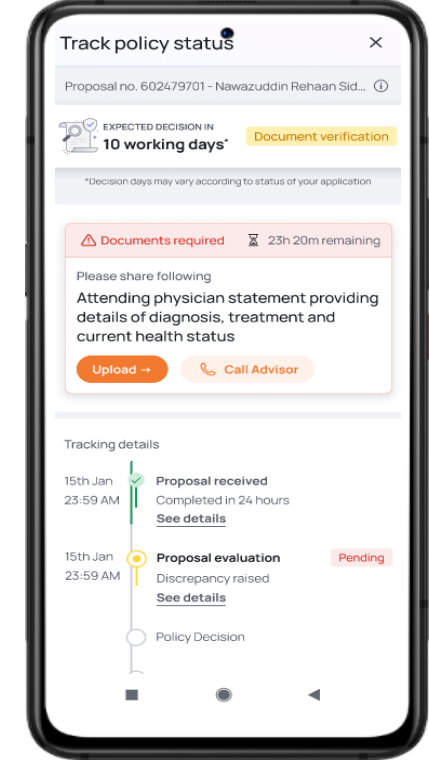 Track policy status
Proposal no. 602479701 - Nawazuddin Rehaan Sid...
EXPECTED DECISION IN
10 working days*
Document verification
*Decision days may vary according to status of your application
Documents required
23h 20m remaining
Please share following
Attending physician statement providing
details of diagnosis, treatment and
current health status
Upload →
Call Advisor
Tracking details
15th Jan
23:59 AM
Proposal received
Completed in 24 hours
See details
15th Jan
23:59 AM
Proposal evaluation
Pending
Discrepancy raised
See details
Policy Decision